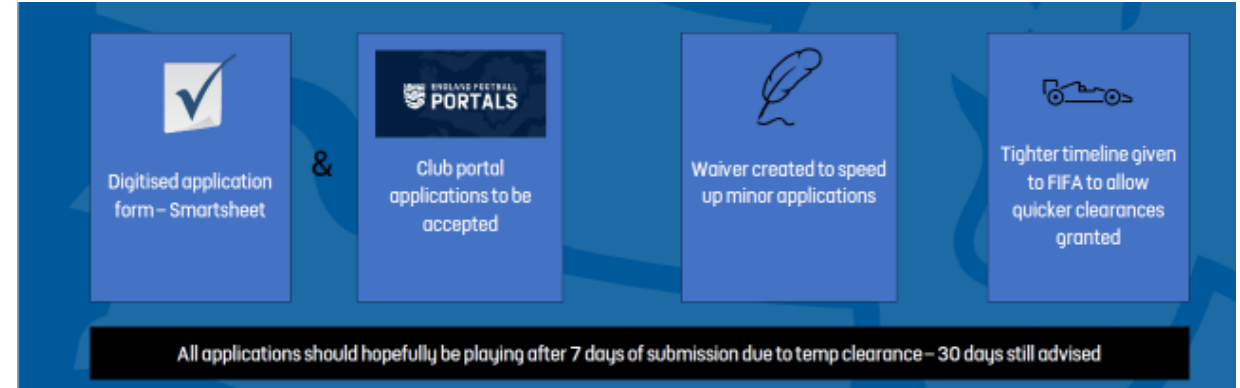 Digitised application
form – Smartsheet
&
ENGLAND FOOTBALL
PORTALS
Club portal
applications to be
accepted
Waiver created to speed
up minor applications
Tighter timeline given
to FIFA to allow
quicker clearances
granted
All applications should hopefully be playing after 7 days of submission due to temp clearance – 30 days still advised